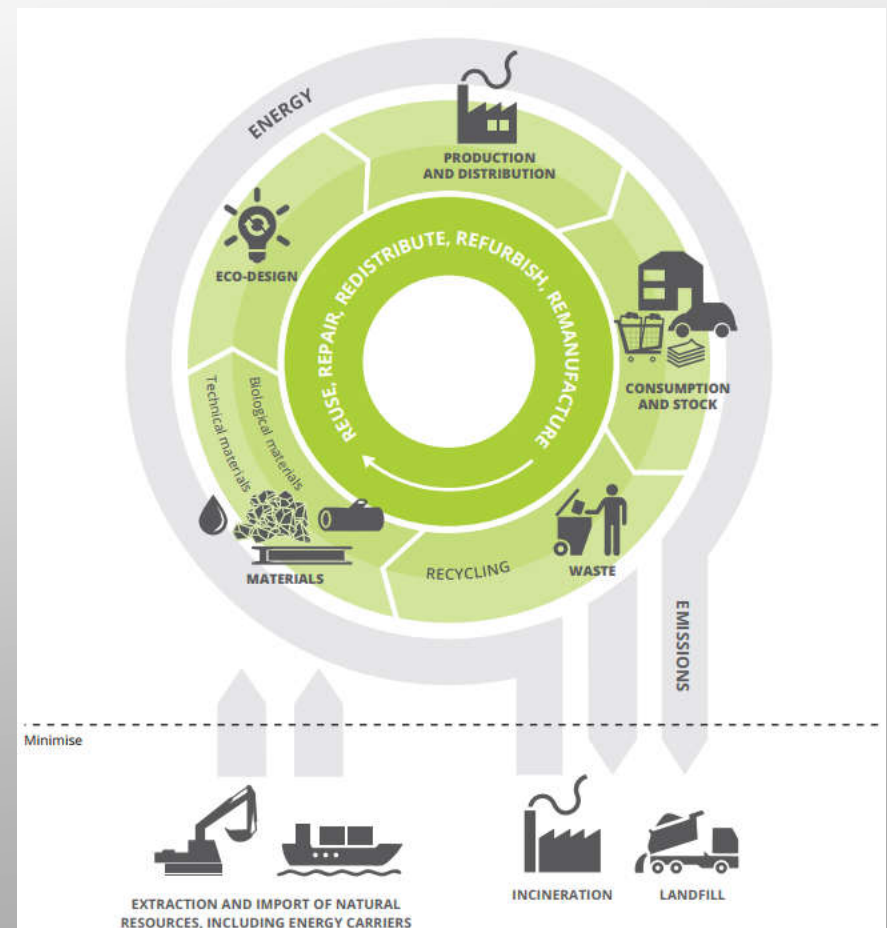 ENERGY
PRODUCTION
AND DISTRIBUTION
ECO-DESIGN
REUSE, REPAIR, REDISTRIBUTE, REFURBISH, REMANUFACTURE
CONSUMPTION
AND STOCK
Technical materials
Biological materials
MATERIALS
RECYCLING
WASTE
EMISSIONS
Minimise
EXTRACTION AND IMPORT OF NATURAL
RESOURCES, INCLUDING ENERGY CARRIERS
INCINERATION
LANDFILL